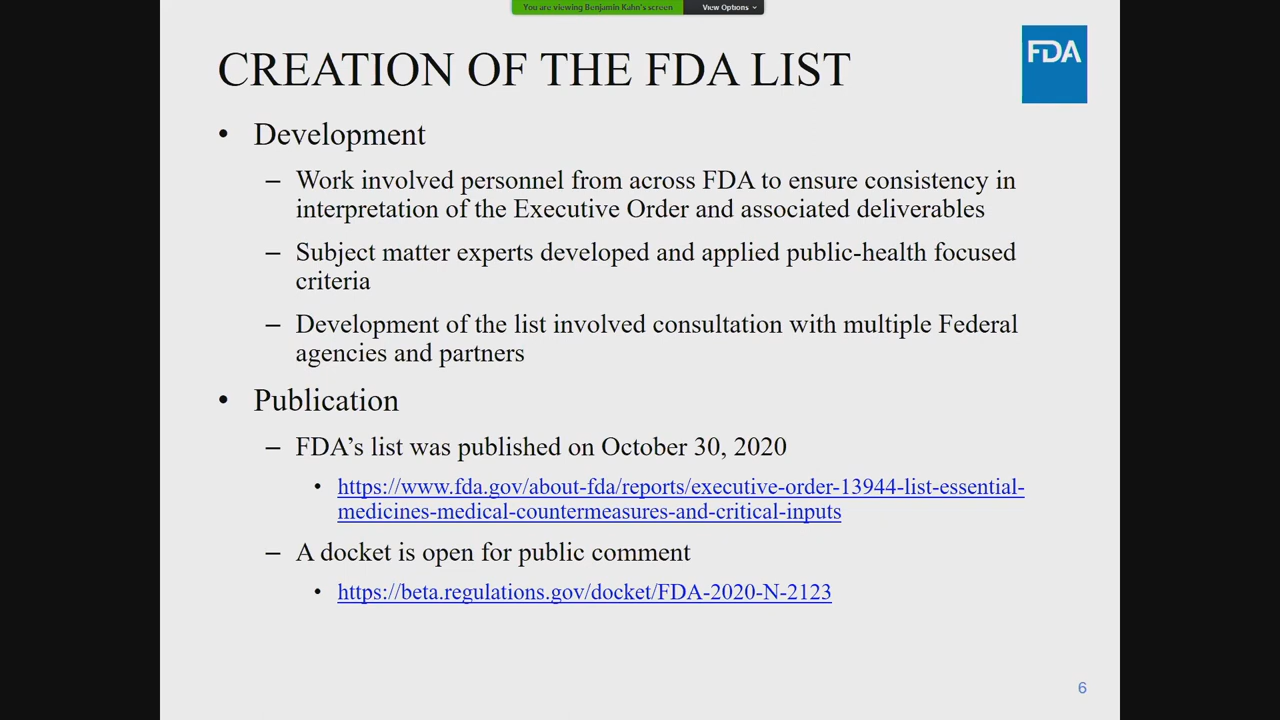 You are viewing Benjamin Kahn's screen
View Options
CREATION OF THE FDA LIST
FDA
• Development
– Work involved personnel from across FDA to ensure consistency in
interpretation of the Executive Order and associated deliverables
– Subject matter experts developed and applied public-health focused
criteria
– Development of the list involved consultation with multiple Federal
agencies and partners
• Publication
– FDA’s list was published on October 30, 2020
• https://www.fda.gov/about-fda/reports/executive-order-13944-list-essential-
medicines-medical-countermeasures-and-critical-inputs
– A docket is open for public comment
• https://beta.regulations.gov/docket/FDA-2020-N-2123
6